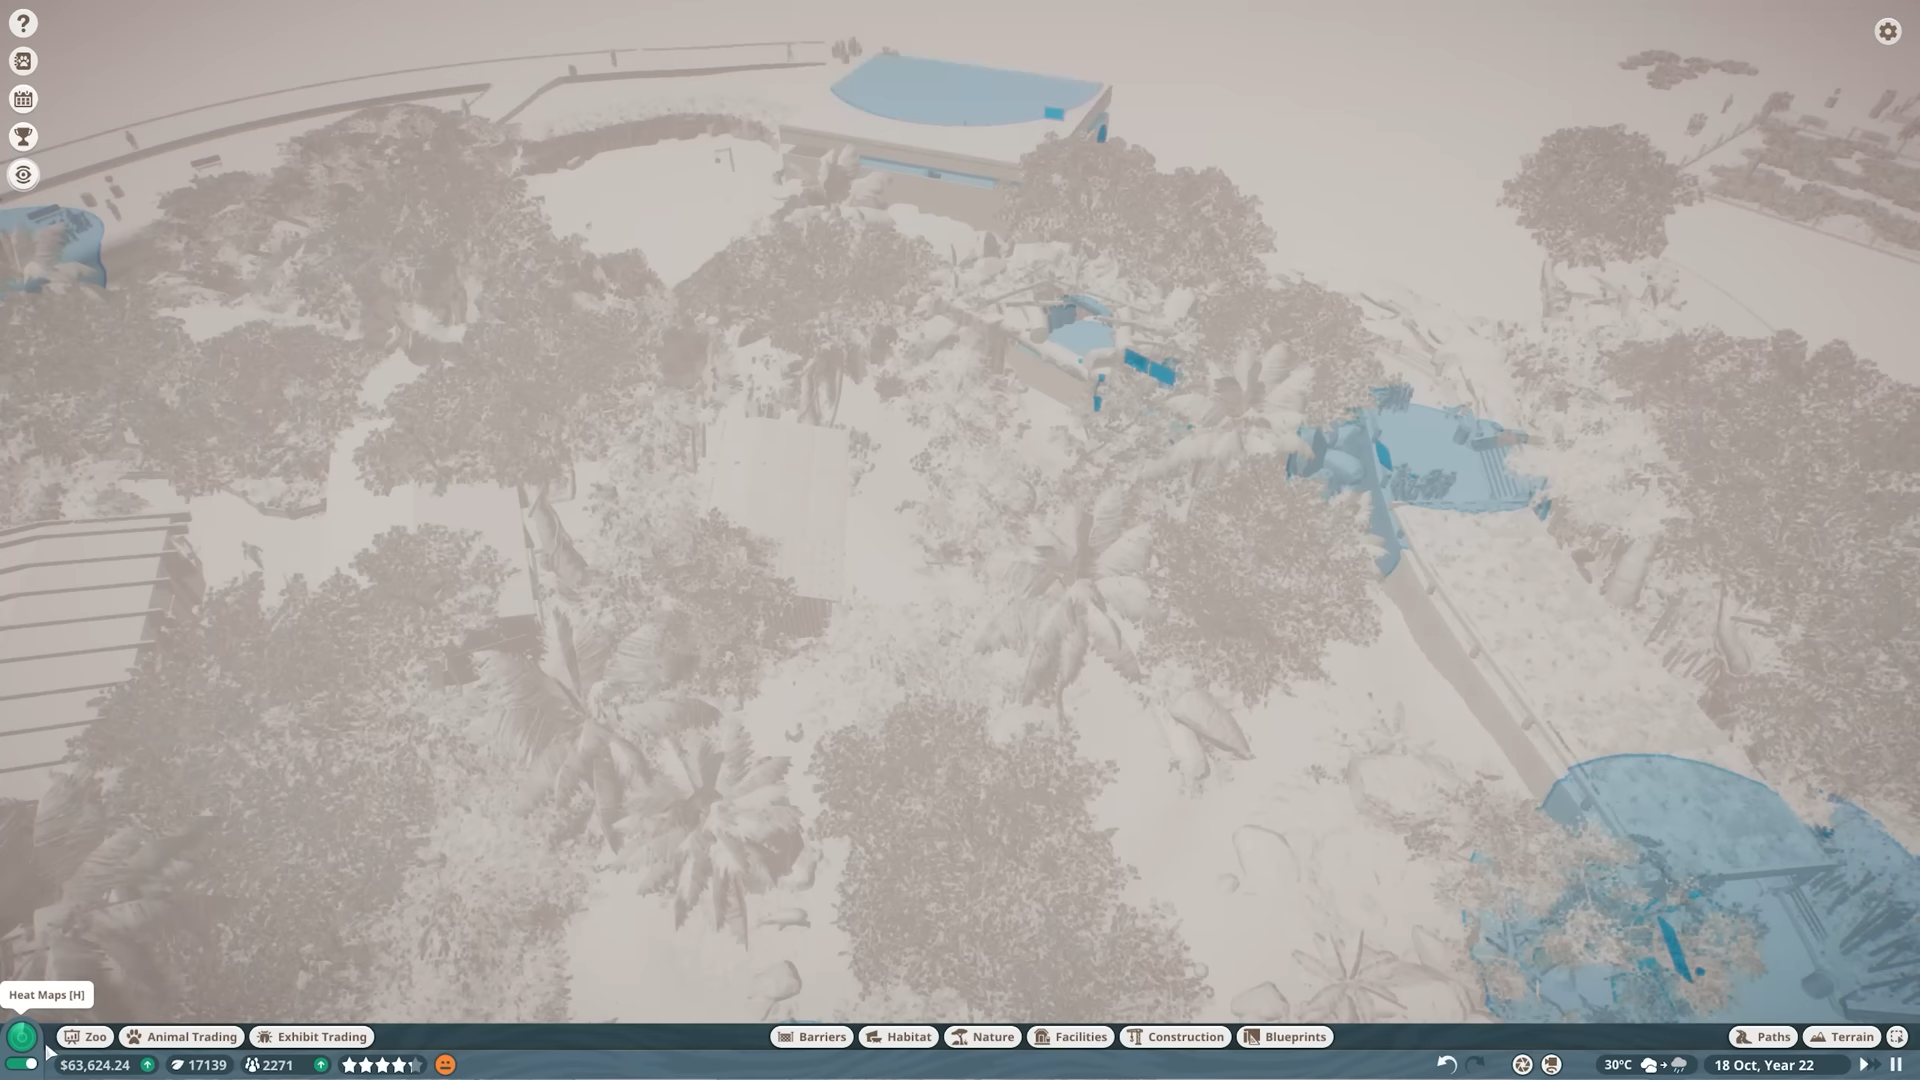 ?
Heat Maps [H]
Zoo
Animal Trading
Exhibit Trading
Barriers
Habitat
Nature
Facilities
Construction
Blueprints
Paths
Terrain
$63,624.24
17139
2271
30°C
18 Oct, Year 22